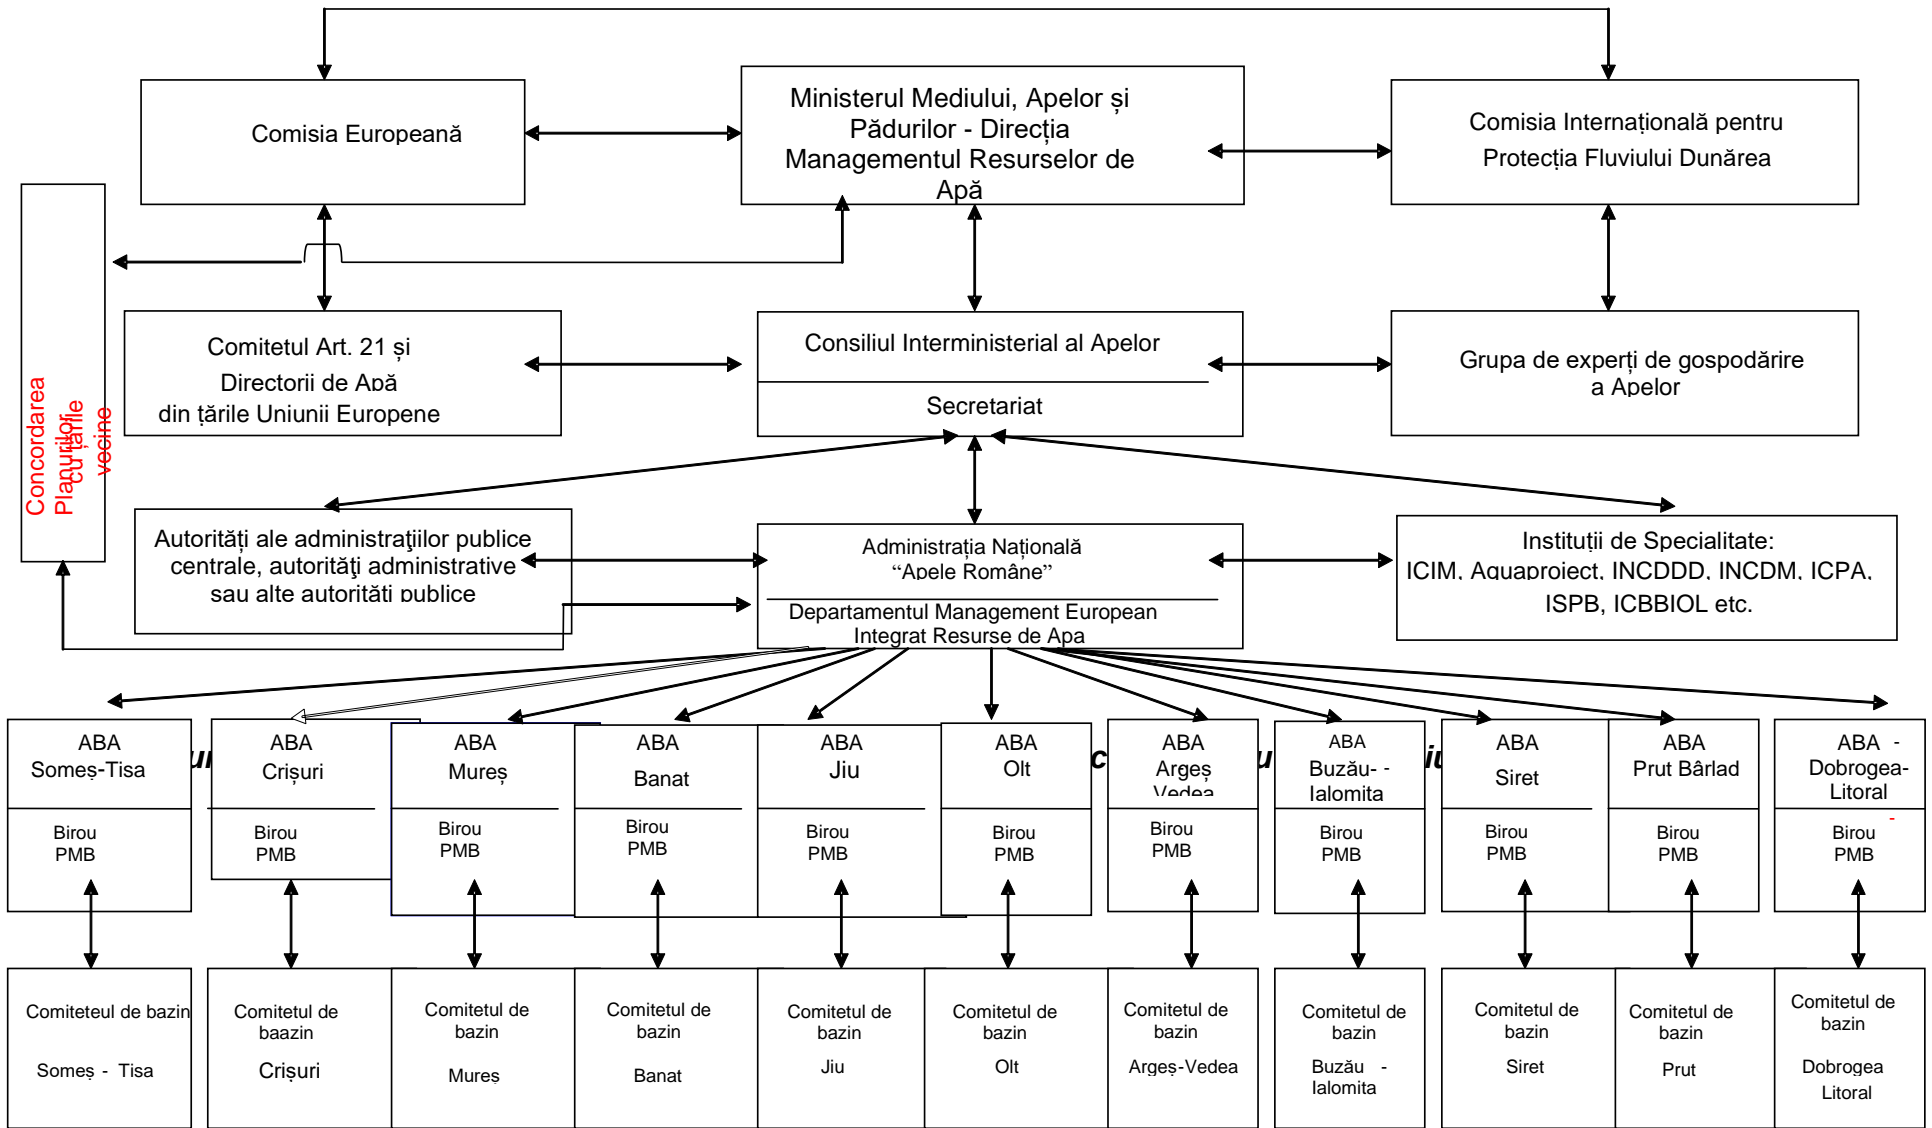 Comisia Europeană
Ministerul Mediului, Apelor și
Pădurilor - Direcția
Managementul Resurselor de
Apă
Comisia Internațională pentru
Protecția Fluviului Dunărea
Concordarea
Planurilor
cu țările
vecine
Comitetul Art. 21 și
Directorii de Apă
din țările Uniunii Europene
Consiliul Interministerial al Apelor
Secretariat
Grupa de experți de gospodărire
a Apelor
Autorități ale administraţiilor publice
centrale, autorităţi administrative
sau alte autorități publice
Administrația Națională
“Apele Române”
Departamentul Management European
Integrat Resurse de Apa
Instituții de Specialitate:
ICIM, Aquaproiect, INCDDD, INCDM, ICPA,
ISPB, ICBBIOL etc.
ABA
Someș-Tisa
Birou
PMB
ABA
Crișuri
Birou
PMB
ABA
Mureș
Birou
PMB
ABA
Banat
Birou
PMB
ABA
Jiu
Birou
PMB
ABA
Olt
Birou
PMB
ABA
Argeș
Vedea
Birou
PMB
ABA
Buzău- -
Ialomita
Birou
PMB
ABA
Siret
Birou
PMB
ABA
Prut Bârlad
Birou
PMB
ABA -
Dobrogea-
Litoral
-
Birou
PMB
Comiteteul de bazin
Someș - Tisa
Comitetul de
baazin
Crișuri
Comitetul de
bazin
Mureș
Comitetul de
bazin
Banat
Comitetul de
bazin
Jiu
Comitetul de
bazin
Olt
Comitetul de
bazin
Argeș-Vedea
Comitetul de
bazin
Buzău -
Ialomita
Comitetul de
bazin
Siret
Comitetul de
bazin
Prut
Comitetul de
bazin
Dobrogea
Litoral